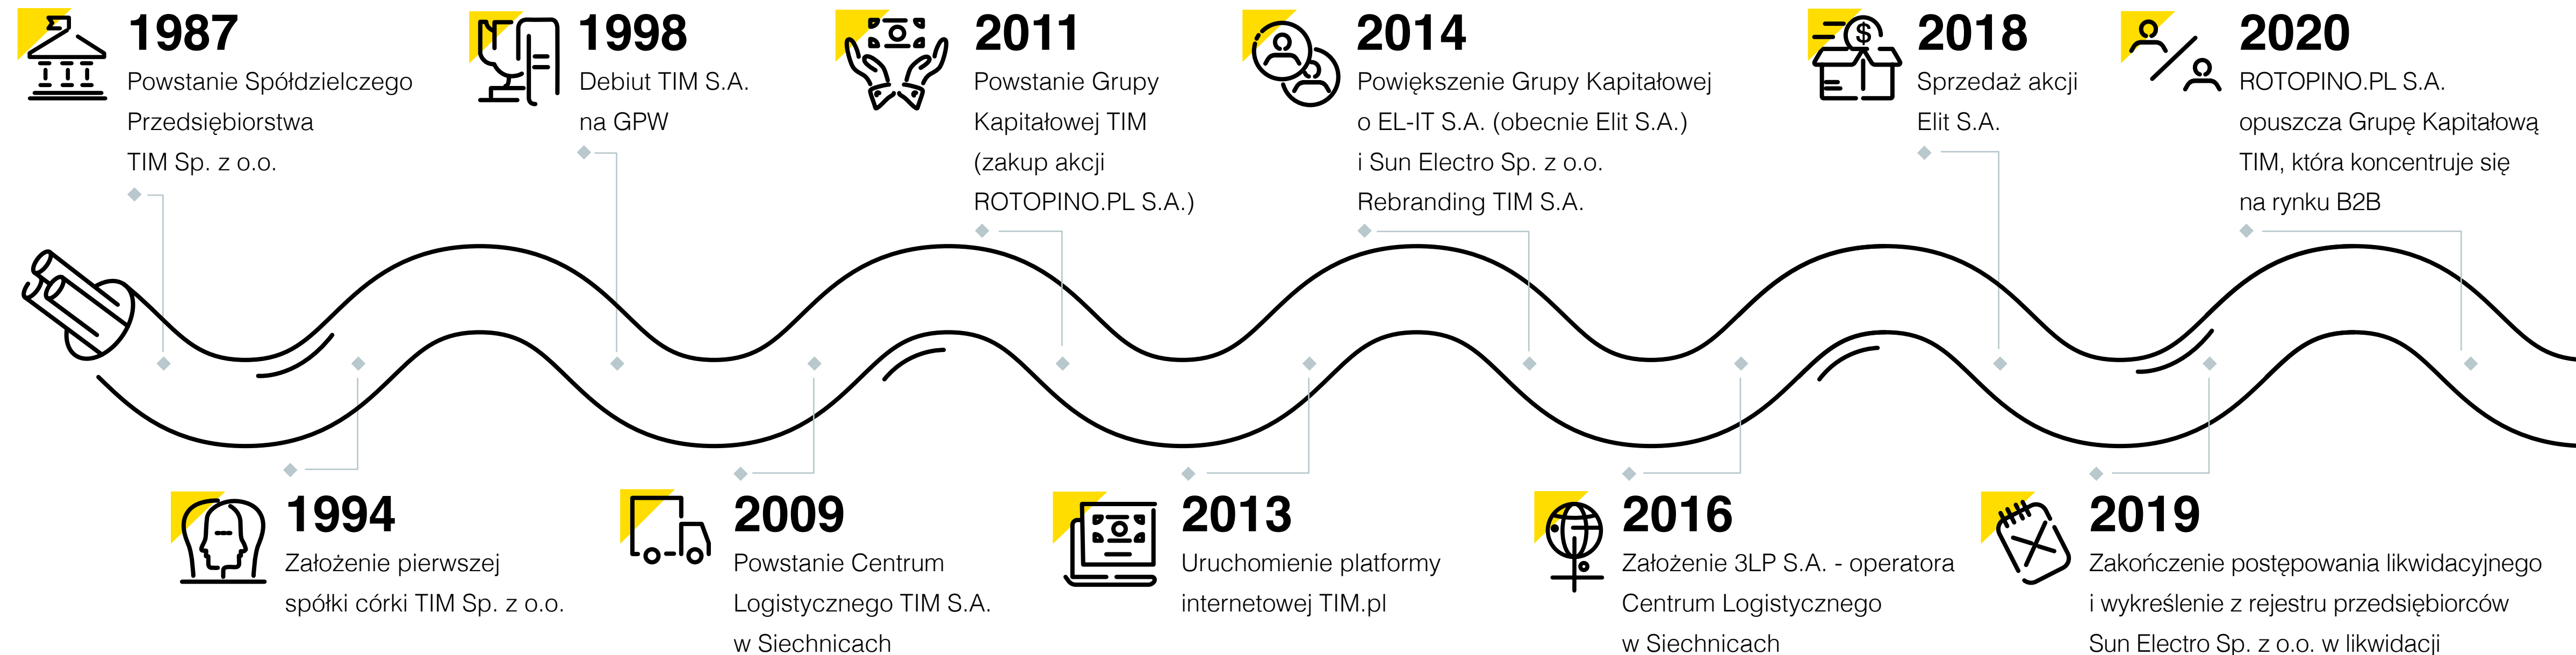 1987
Powstanie Spółdzielczego
Przedsiębiorstwa
TIM Sp. z o.o.
1998
Debiut TIM S.A.
na GPW
2011
Powstanie Grupy
Kapitałowej TIM
(zakup akcji
ROTOPINO.PL S.A.)
2014
Powiększenie Grupy Kapitałowej
o EL-IT S.A. (obecnie Elit S.A.)
i Sun Electro Sp. z o.o.
Rebranding TIM S.A.
$
2018
Sprzedaż akcji
Elit S.A.
2020
ROTOPINO.PL S.A.
opuszcza Grupę Kapitałową
TIM, która koncentruje się
na rynku B2B
1994
Założenie pierwszej
spółki córki TIM Sp. z o.o.
2009
Powstanie Centrum
Logistycznego TIM S.A.
w Siechnicach
2013
Uruchomienie platformy
internetowej TIM.pl
2016
Założenie 3LP S.A. - operatora
Centrum Logistycznego
w Siechnicach
2019
Zakończenie postępowania likwidacyjnego
i wykreślenie z rejestru przedsiębiorców
Sun Electro Sp. z o.o. w likwidacji